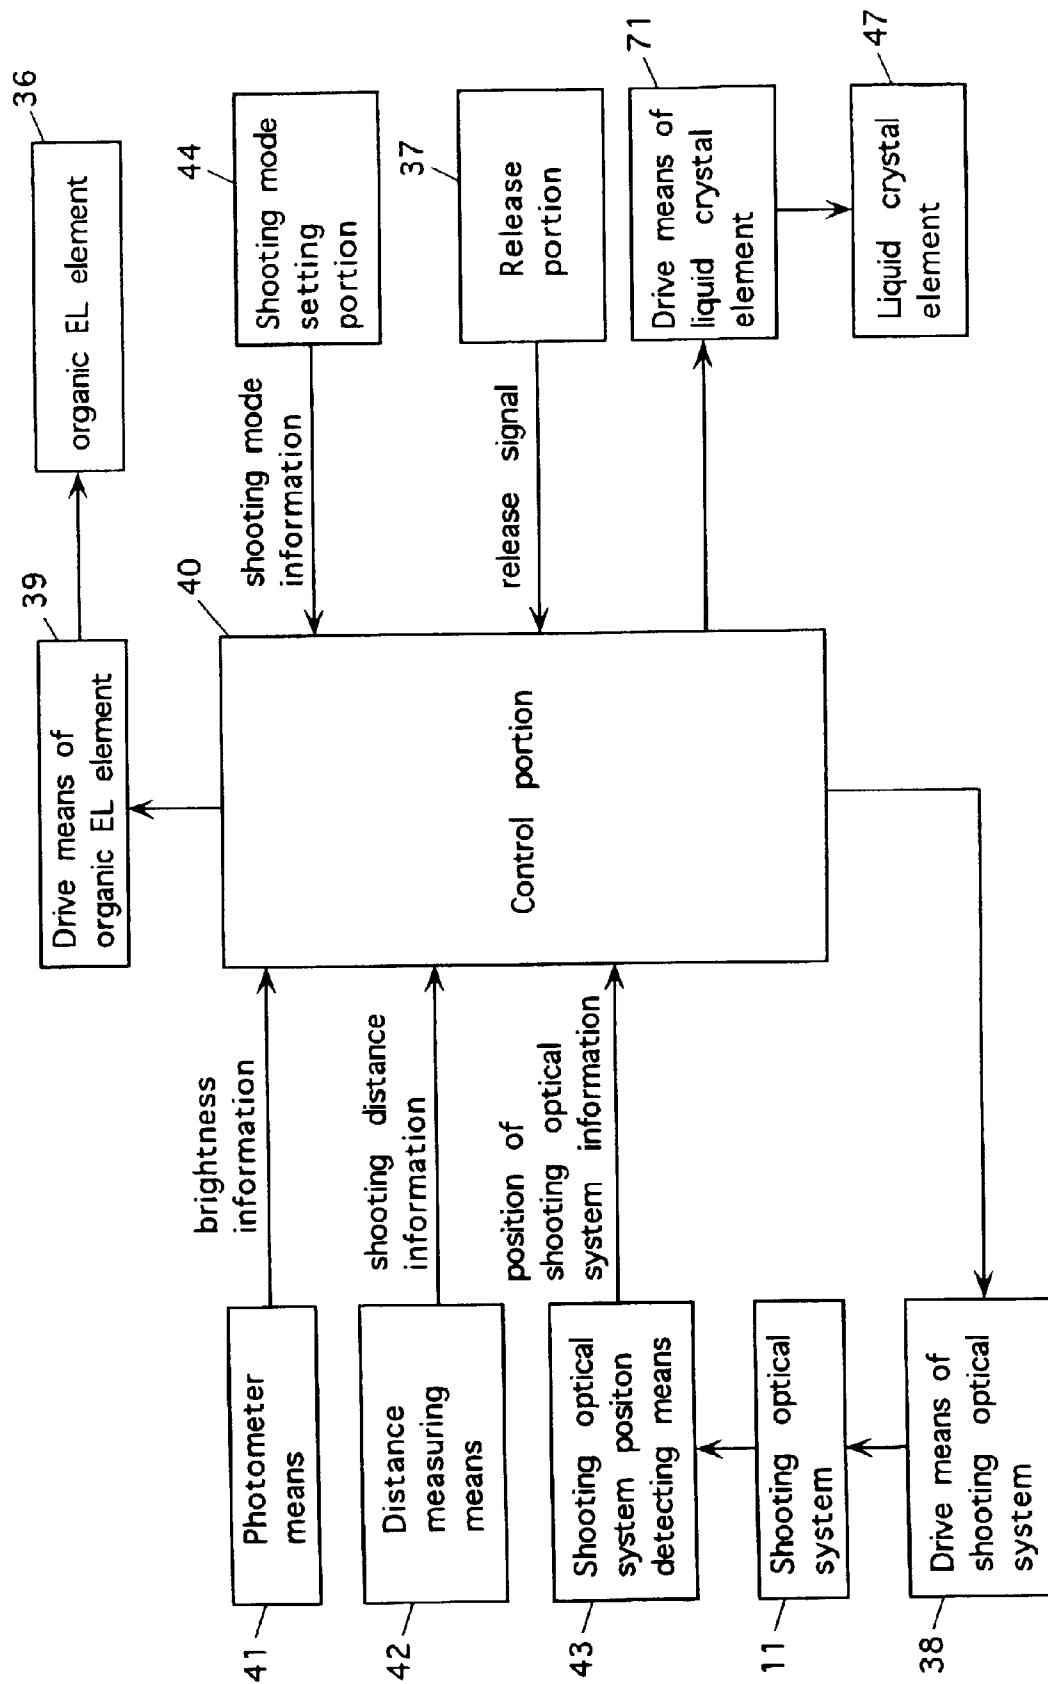 36
organic EL element
39
Drive means of
organic EL element
44
Shooting mode
setting
portion
shooting mode
information
37
Release
portion
release signal
40
Control portion
71
Drive means of
liquid crystal
element
47
Liquid crystal
element
brightness
information
41
Photometer
means
shooting distance
information
42
Distance
measuring
means
position of
shooting optical
system information
43
Shooting optical
system positon
detecting means
11
Shooting optical
system
38
Drive means of
shooting optical
system